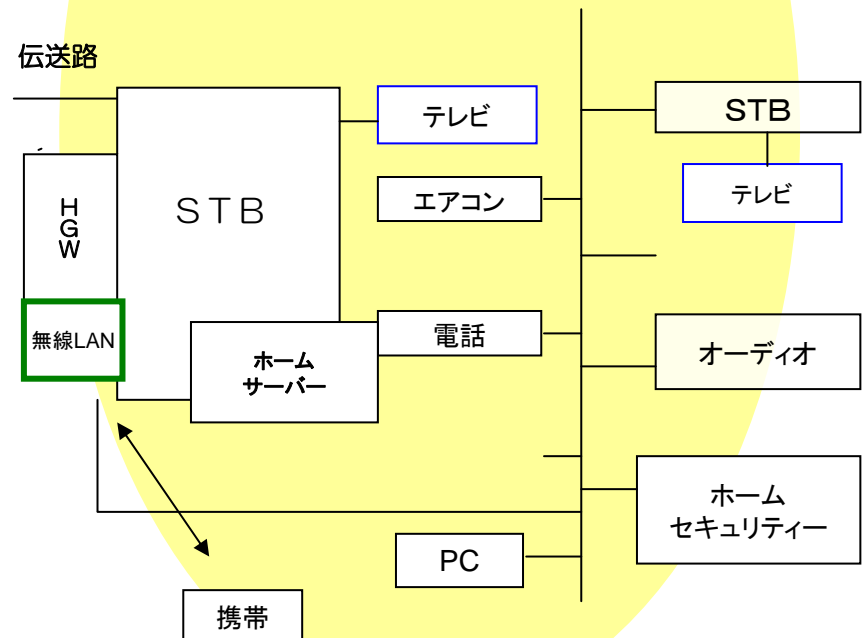 伝送路
テレビ
STB
テレビ
エアコン
HGW
STB
無線LAN
ホーム
サーバー
電話
オーディオ
ホーム
セキュリティー
PC
携帯